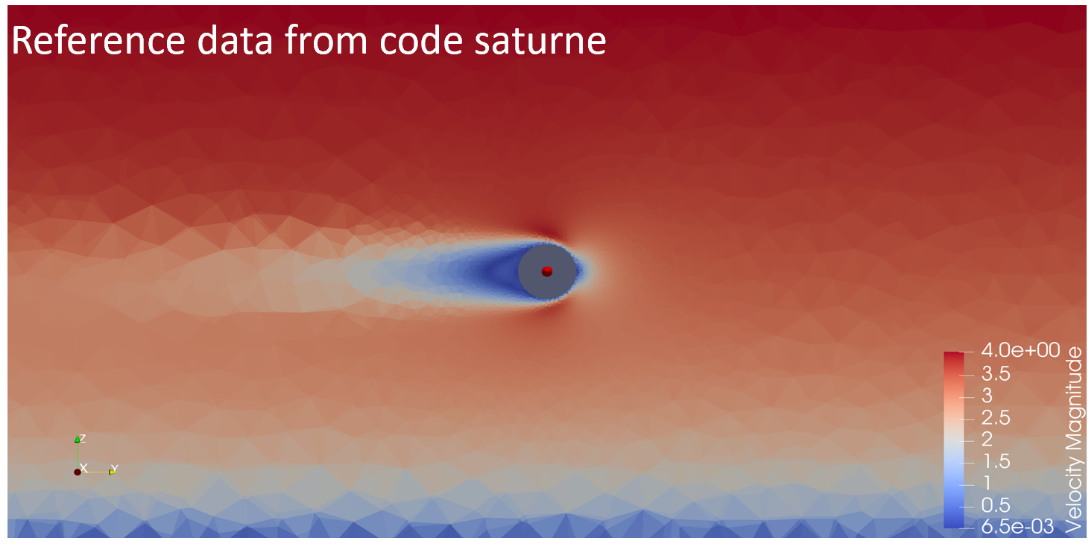 Reference data from code saturne
4.0e+00
3.5
3
2.5
2
1.5
1
0.5
6.5e-03
Velocity Magnitude
Z
X
Y